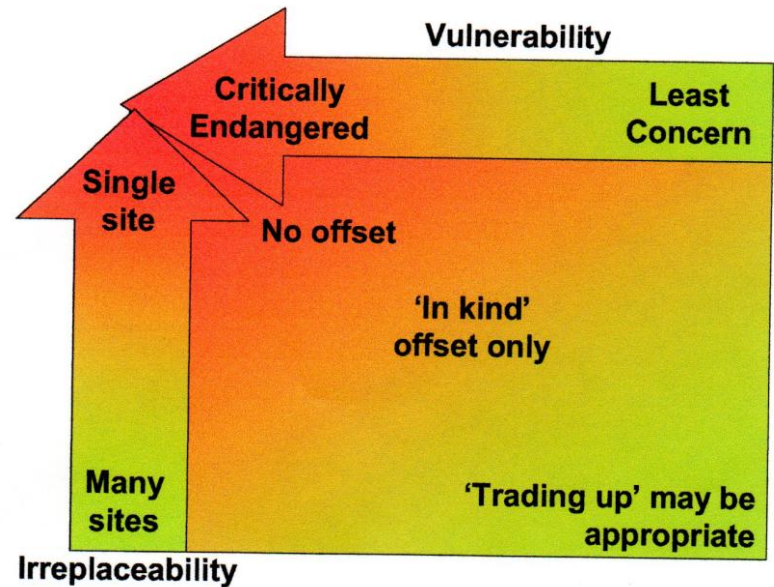 Vulnerability
Critically
Endangered
Least
Concern
Single
site
No offset
‘In kind’
offset only
Many
sites
‘Trading up’ may be
appropriate
Irreplaceability